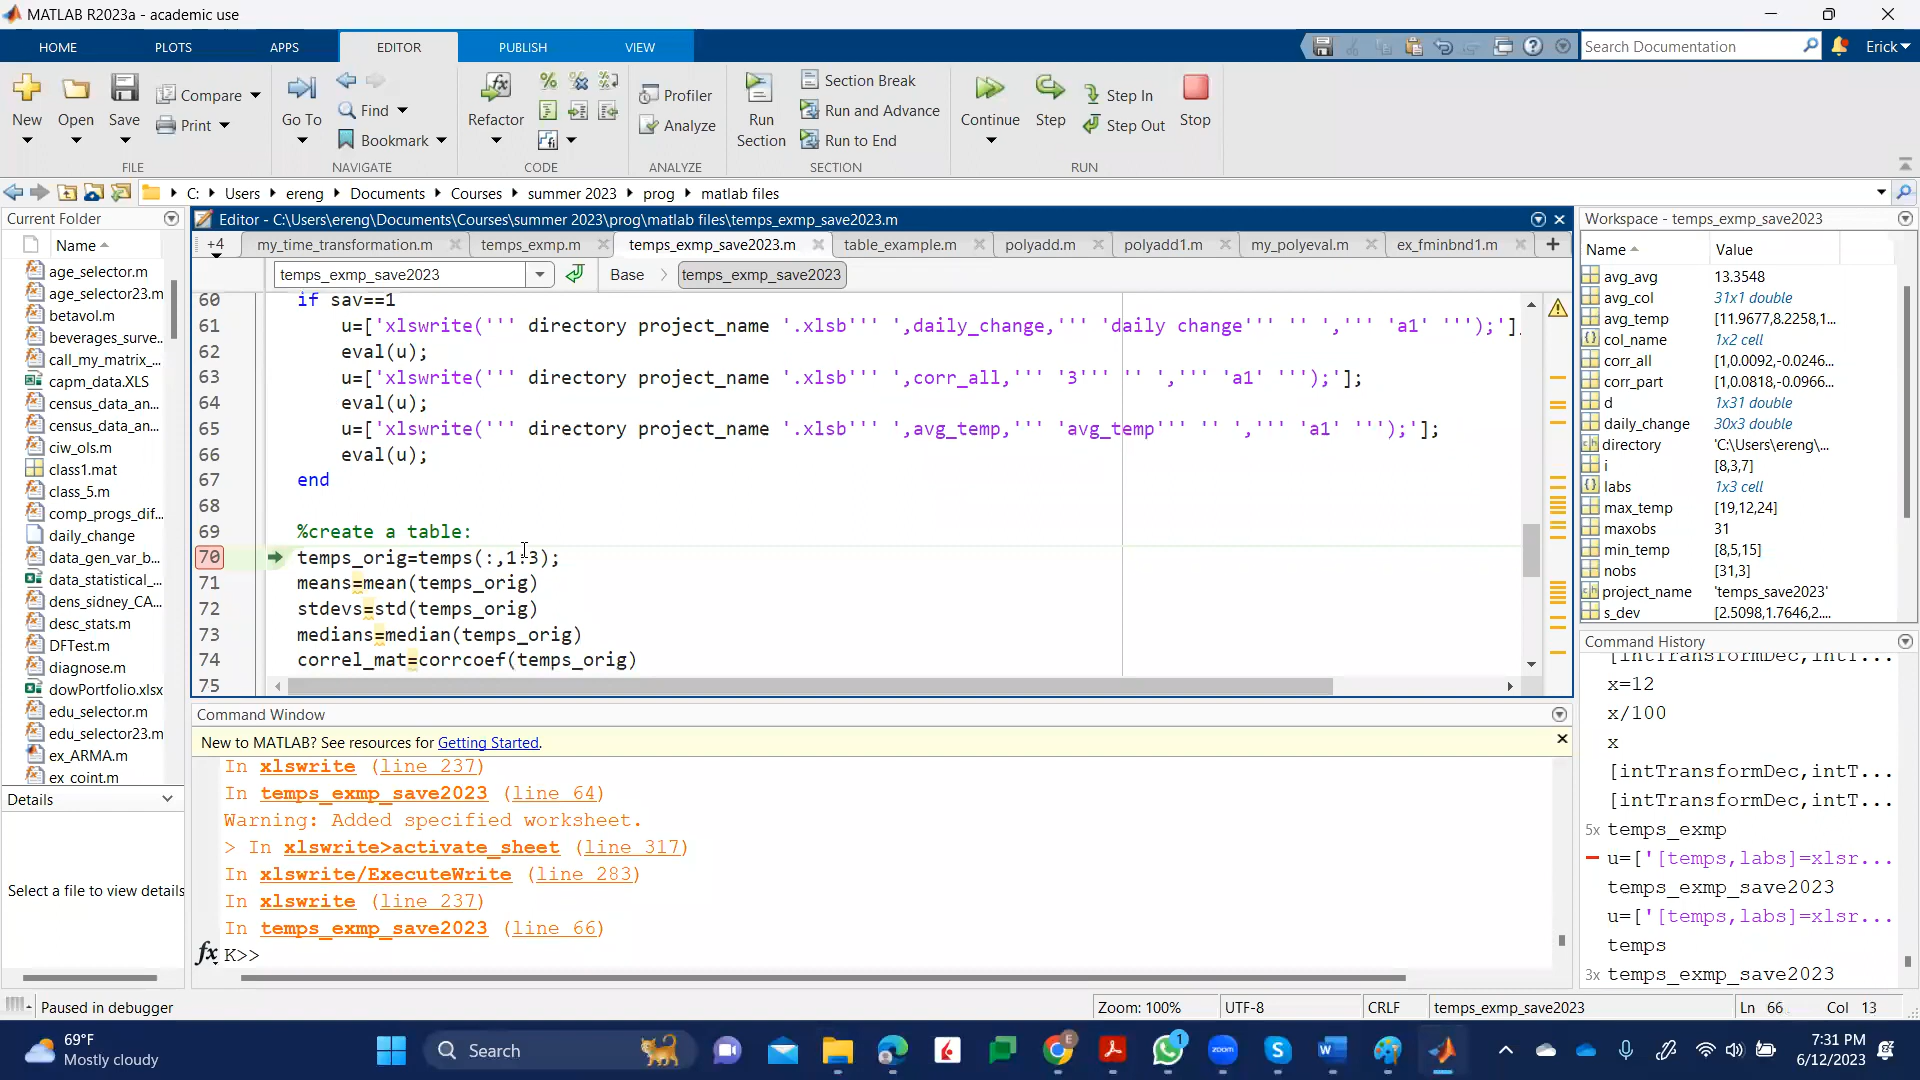 MATLAB R2023a - academic use
HOME PLOTS APPS EDITOR PUBLISH VIEW
Search Documentation
Erick
New
Open
Save
Compare
Print
FILE
Go To
Find
Bookmark
NAVIGATE
Refactor
CODE
Profiler
Analyze
ANALYZE
Run
Section
Section Break
Run and Advance
Run to End
SECTION
Continue
Step
Step In
Step Out
Stop
RUN
C: Users ereng Documents Courses summer 2023 prog matlab files
Current Folder
Name
age_selector.m
age_selector23.m
betavol.m
beverages_surve...
call_my_matrix_...
capm_data.XLS
census_data_an...
census_data_an...
ciw_ols.m
class1.mat
class_5.m
comp_progs_dif...
daily_change
data_gen_var_b...
data_statistical_...
dens_sidney_CA...
desc_stats.m
DFTest.m
diagnose.m
dowPortfolio.xlsx
edu_selector.m
edu_selector23.m
ex_ARMA.m
ex_coint.m
Details
Select a file to view details
Editor - C:\Users\ereng\Documents\Courses\summer 2023\prog\matlab files\temps_exmp_save2023.m
+4 my_time_transformation.m temps_exmp.m temps_exmp_save2023.m table_example.m polyadd.m polyadd1.m my_polyeval.m ex_fminbnd1.m
temps_exmp_save2023 Base temps_exmp_save2023
60 if sav==1
61 u=['xlswrite(''' directory project_name '.xlsb''' ',daily_change,''' 'daily change''' '' ',''' 'a1' ''');']
62 eval(u);
63 u=['xlswrite(''' directory project_name '.xlsb''' ',corr_all,''' '3''' '' ',''' 'a1' ''');'];
64 eval(u);
65 u=['xlswrite(''' directory project_name '.xlsb''' ',avg_temp,''' 'avg_temp''' '' ',''' 'a1' ''');'];
66 eval(u);
67 end
68
69 %create a table:
70 temps_orig=temps(:,1:3);
71 means=mean(temps_orig)
72 stdevs=std(temps_orig)
73 medians=median(temps_orig)
74 correl_mat=corrcoef(temps_orig)
75
Command Window
New to MATLAB? See resources for Getting Started.
In xlswrite (line 237)
In temps_exmp_save2023 (line 64)
Warning: Added specified worksheet.
> In xlswrite>activate_sheet (line 317)
In xlswrite/ExecuteWrite (line 283)
In xlswrite (line 237)
In temps_exmp_save2023 (line 66)
fx K>>
Workspace - temps_exmp_save2023
Name Value
avg_avg 13.3548
avg_col 31x1 double
avg_temp [11.9677,8.2258,1...
col_name 1x2 cell
corr_all [1,0.0092,-0.0246...
corr_part [1,0.0818,-0.0966...
d 1x31 double
daily_change 30x3 double
directory 'C:\Users\ereng\...
i [8,3,7]
labs 1x3 cell
max_temp [19,12,24]
maxobs 31
min_temp [8,5,15]
nobs [31,3]
project_name 'temps_save2023'
s_dev [2.5098,1.7646,2....
Command History
[intTransformDec,intT...
x=12
x/100
x
[intTransformDec,intT...
[intTransformDec,intT...
5x temps_exmp
u=['[temps,labs]=xlsr...
temps_exmp_save2023
u=['[temps,labs]=xlsr...
temps
3x temps_exmp_save2023
Paused in debugger
Zoom: 100% UTF-8 CRLF temps_exmp_save2023 Ln 66 Col 13
69°F
Mostly cloudy
Search
zoom
1
7:31 PM
6/12/2023